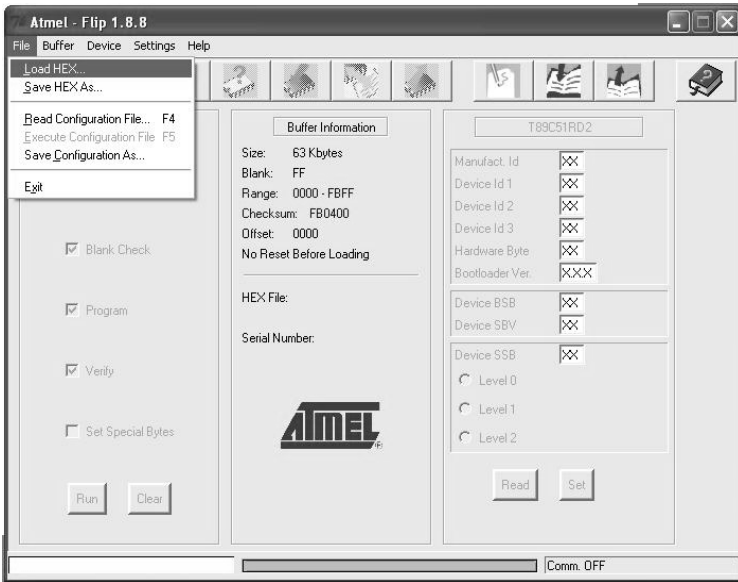 Atmel - Flip 1.8.8
File Buffer Device Settings Help
Load HEX...
Save HEX As...
Read Configuration File... F4
Execute Configuration File F5
Save Configuration As...
Exit
Blank Check
Program
Verify
Set Special Bytes
Run Clear
Buffer Information
Size: 63 Kbytes
Blank: FF
Range: 0000 - FBFF
Checksum: FB0400
Offset: 0000
No Reset Before Loading
HEX File:
Serial Number:
ATMEL ®
T89C51RD2
Manufact. Id XX
Device Id 1 XX
Device Id 2 XX
Device Id 3 XX
Hardware Byte XX
Bootloader Ver. XXX
Device BSB XX
Device SBV XX
Device SSB XX
Level 0
Level 1
Level 2
Read Set
Comm. OFF